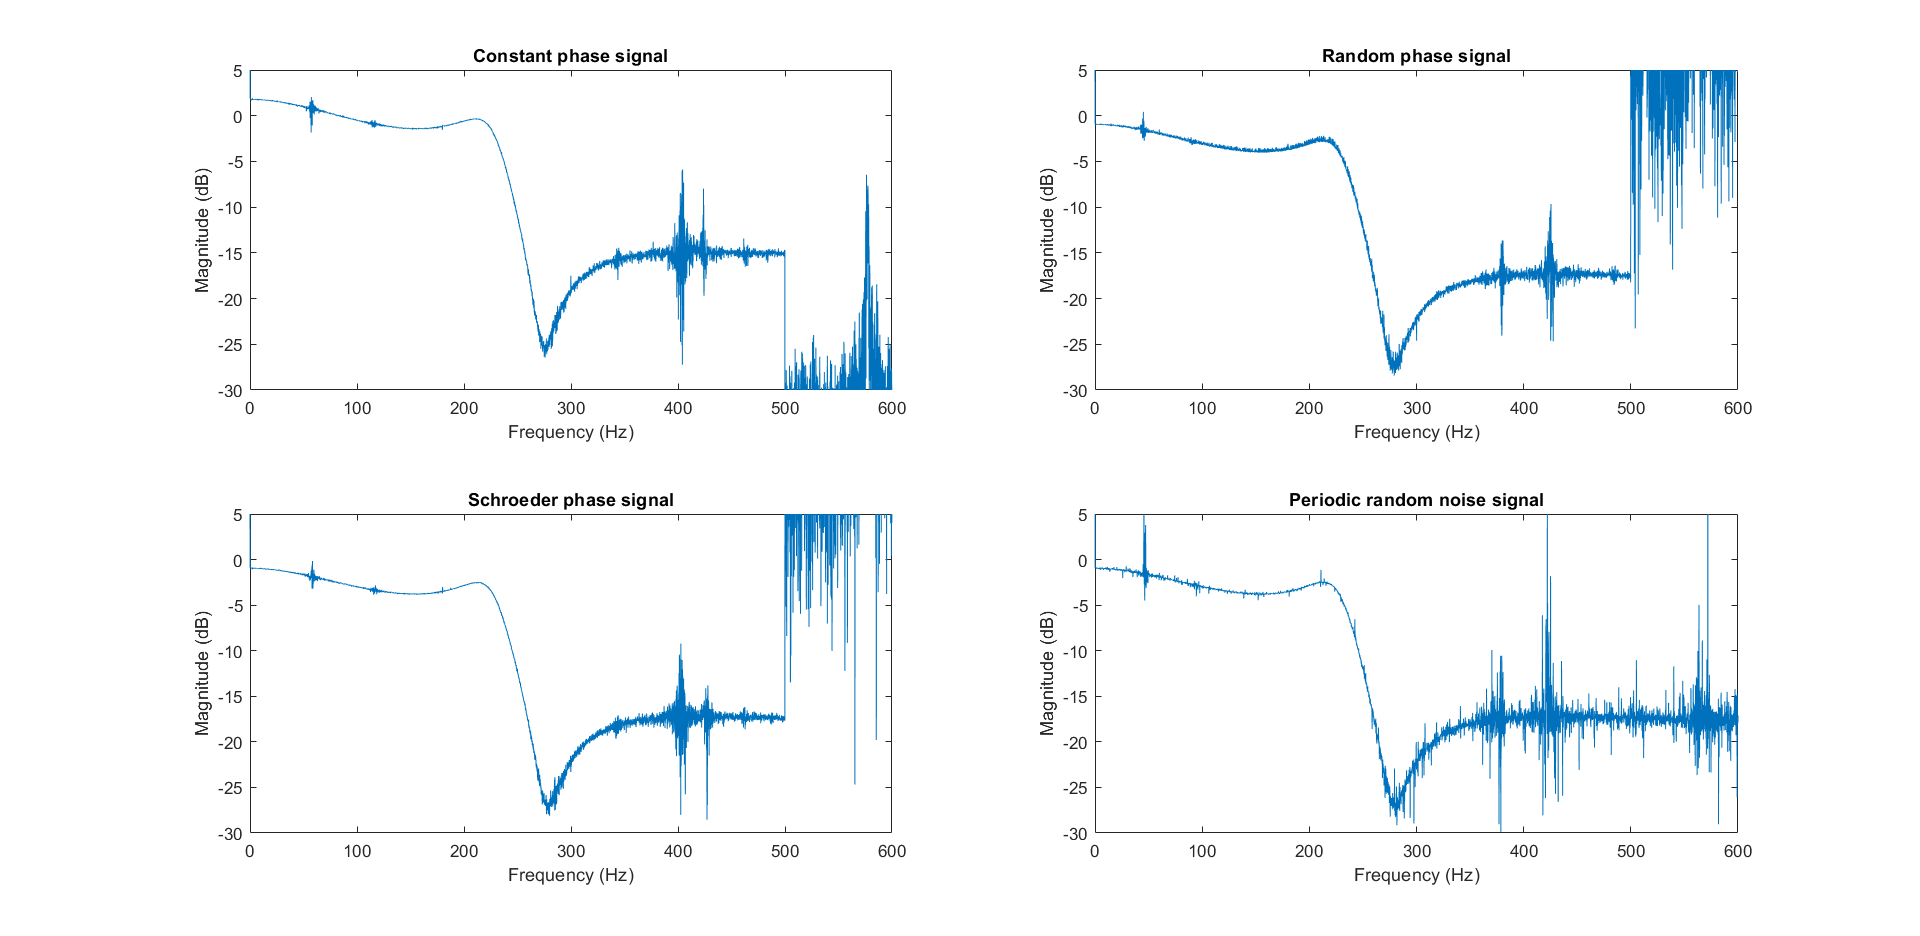 Constant phase signal
5
0
-5
-10
-15
-20
-25
-30
Magnitude (dB)
0 100 200 300 400 500 600
Frequency (Hz)
Random phase signal
5
0
-5
-10
-15
-20
-25
-30
Magnitude (dB)
0 100 200 300 400 500 600
Frequency (Hz)
Schroeder phase signal
5
0
-5
-10
-15
-20
-25
-30
Magnitude (dB)
0 100 200 300 400 500 600
Frequency (Hz)
Periodic random noise signal
5
0
-5
-10
-15
-20
-25
-30
Magnitude (dB)
0 100 200 300 400 500 600
Frequency (Hz)